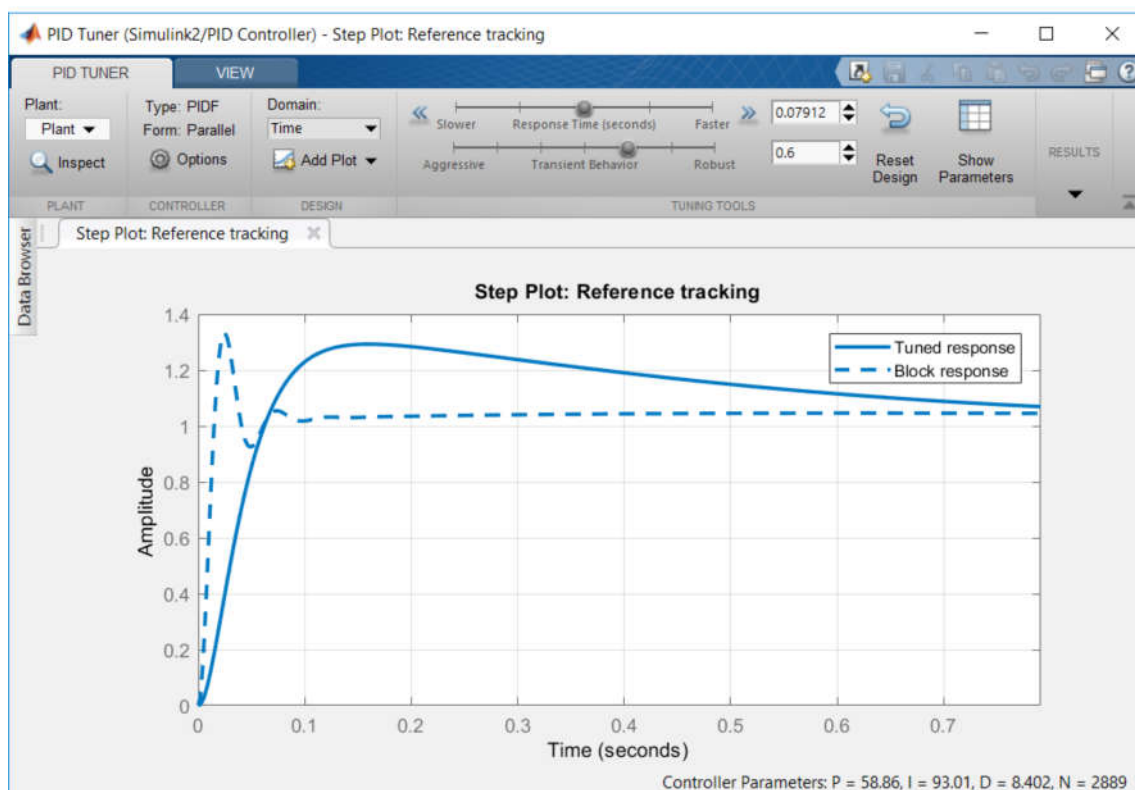 PID Tuner (Simulink2/PID Controller) - Step Plot: Reference tracking
PID TUNER
VIEW
Plant:
Plant
Inspect
PLANT
Type: PIDF
Form: Parallel
Options
CONTROLLER
Domain:
Time
Add Plot
DESIGN
Slower
Response Time (seconds)
Faster
0.07912
Aggressive
Transient Behavior
Robust
0.6
Reset
Design
Show
Parameters
TUNING TOOLS
RESULTS
Data Browser
Step Plot: Reference tracking
Step Plot: Reference tracking
Tuned response
Block response
Amplitude
1.4
1.2
1
0.8
0.6
0.4
0.2
0
0 0.1 0.2 0.3 0.4 0.5 0.6 0.7
Time (seconds)
Controller Parameters: P = 58.86, I = 93.01, D = 8.402, N = 2889